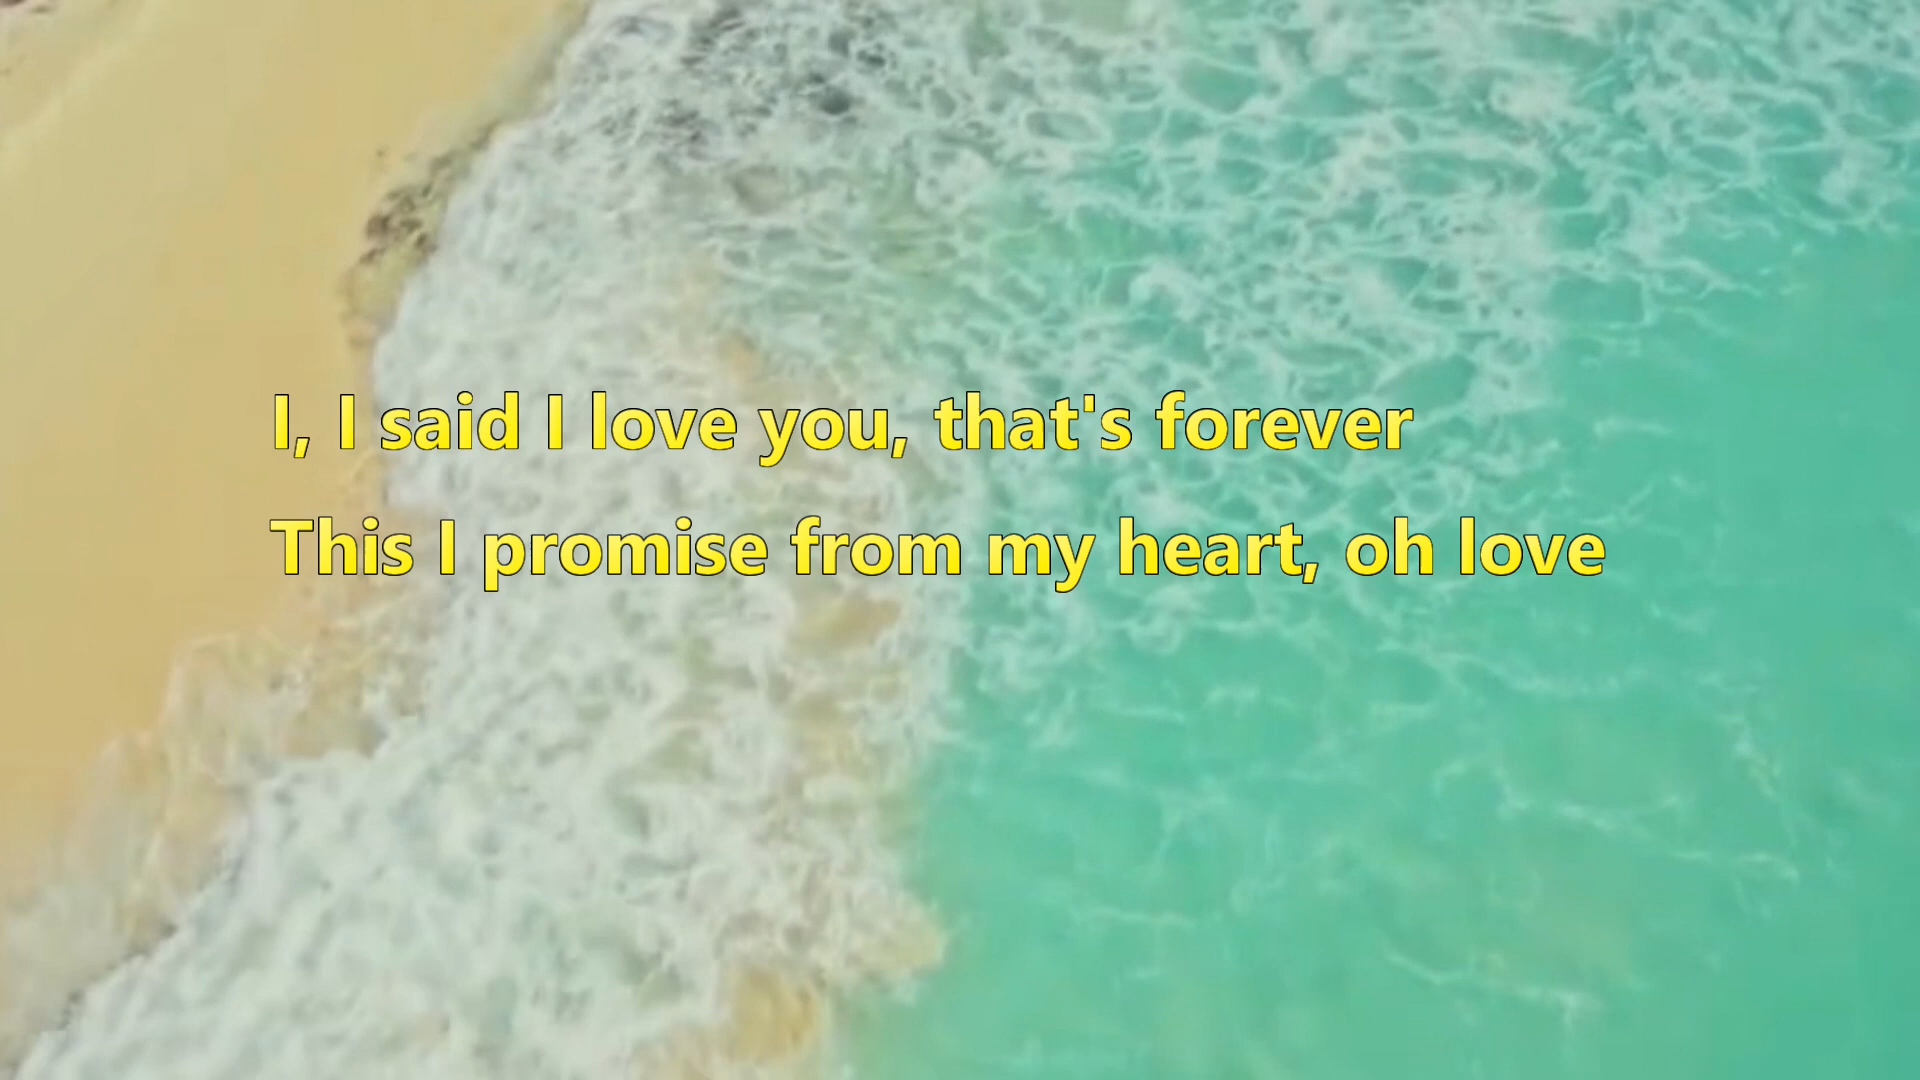 I, I said I love you, that's forever
This I promise from my heart, oh love